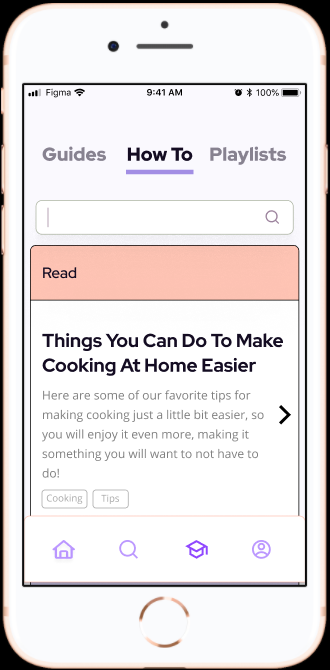 Figma 9:41 AM 100%
Guides How To Playlists
Read
Things You Can Do To Make
Cooking At Home Easier
Here are some of our favorite tips for
making cooking just a little bit easier, so
you will enjoy it even more, making it
something you will want to not have to
do!
Cooking Tips